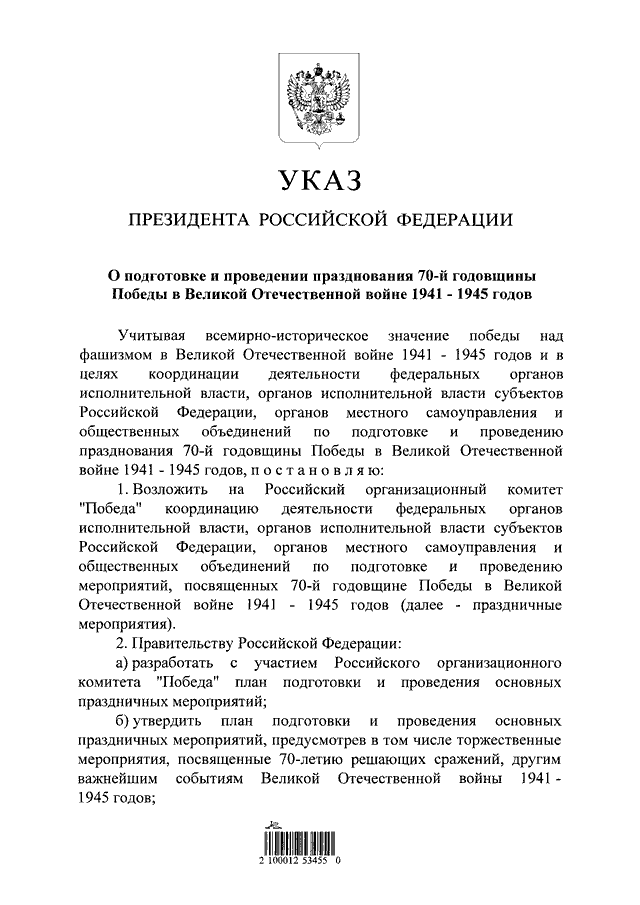 УКАЗ
ПРЕЗИДЕНТА РОССИЙСКОЙ ФЕДЕРАЦИИ
О подготовке и проведении празднования 70-й годовщины
Победы в Великой Отечественной войне 1941 - 1945 годов
Учитывая всемирно-историческое значение победы над
фашизмом в Великой Отечественной войне 1941 - 1945 годов и в
целях координации деятельности федеральных органов
исполнительной власти, органов исполнительной власти субъектов
Российской Федерации, органов местного самоуправления и
общественных объединений по подготовке и проведению
празднования 70-й годовщины Победы в Великой Отечественной
войне 1941 - 1945 годов, п о с т а н о в л я ю:
1. Возложить на Российский организационный комитет
"Победа" координацию деятельности федеральных органов
исполнительной власти, органов исполнительной власти субъектов
Российской Федерации, органов местного самоуправления и
общественных объединений по подготовке и проведению
мероприятий, посвященных 70-й годовщине Победы в Великой
Отечественной войне 1941 - 1945 годов (далее - праздничные
мероприятия).
2. Правительству Российской Федерации:
а) разработать с участием Российского организационного
комитета "Победа" план подготовки и проведения основных
праздничных мероприятий;
б) утвердить план подготовки и проведения основных
праздничных мероприятий, предусмотрев в том числе торжественные
мероприятия, посвященные 70-летию решающих сражений, другим
важнейшим событиям Великой Отечественной войны 1941 -
1945 годов;
2 100012 53455 0